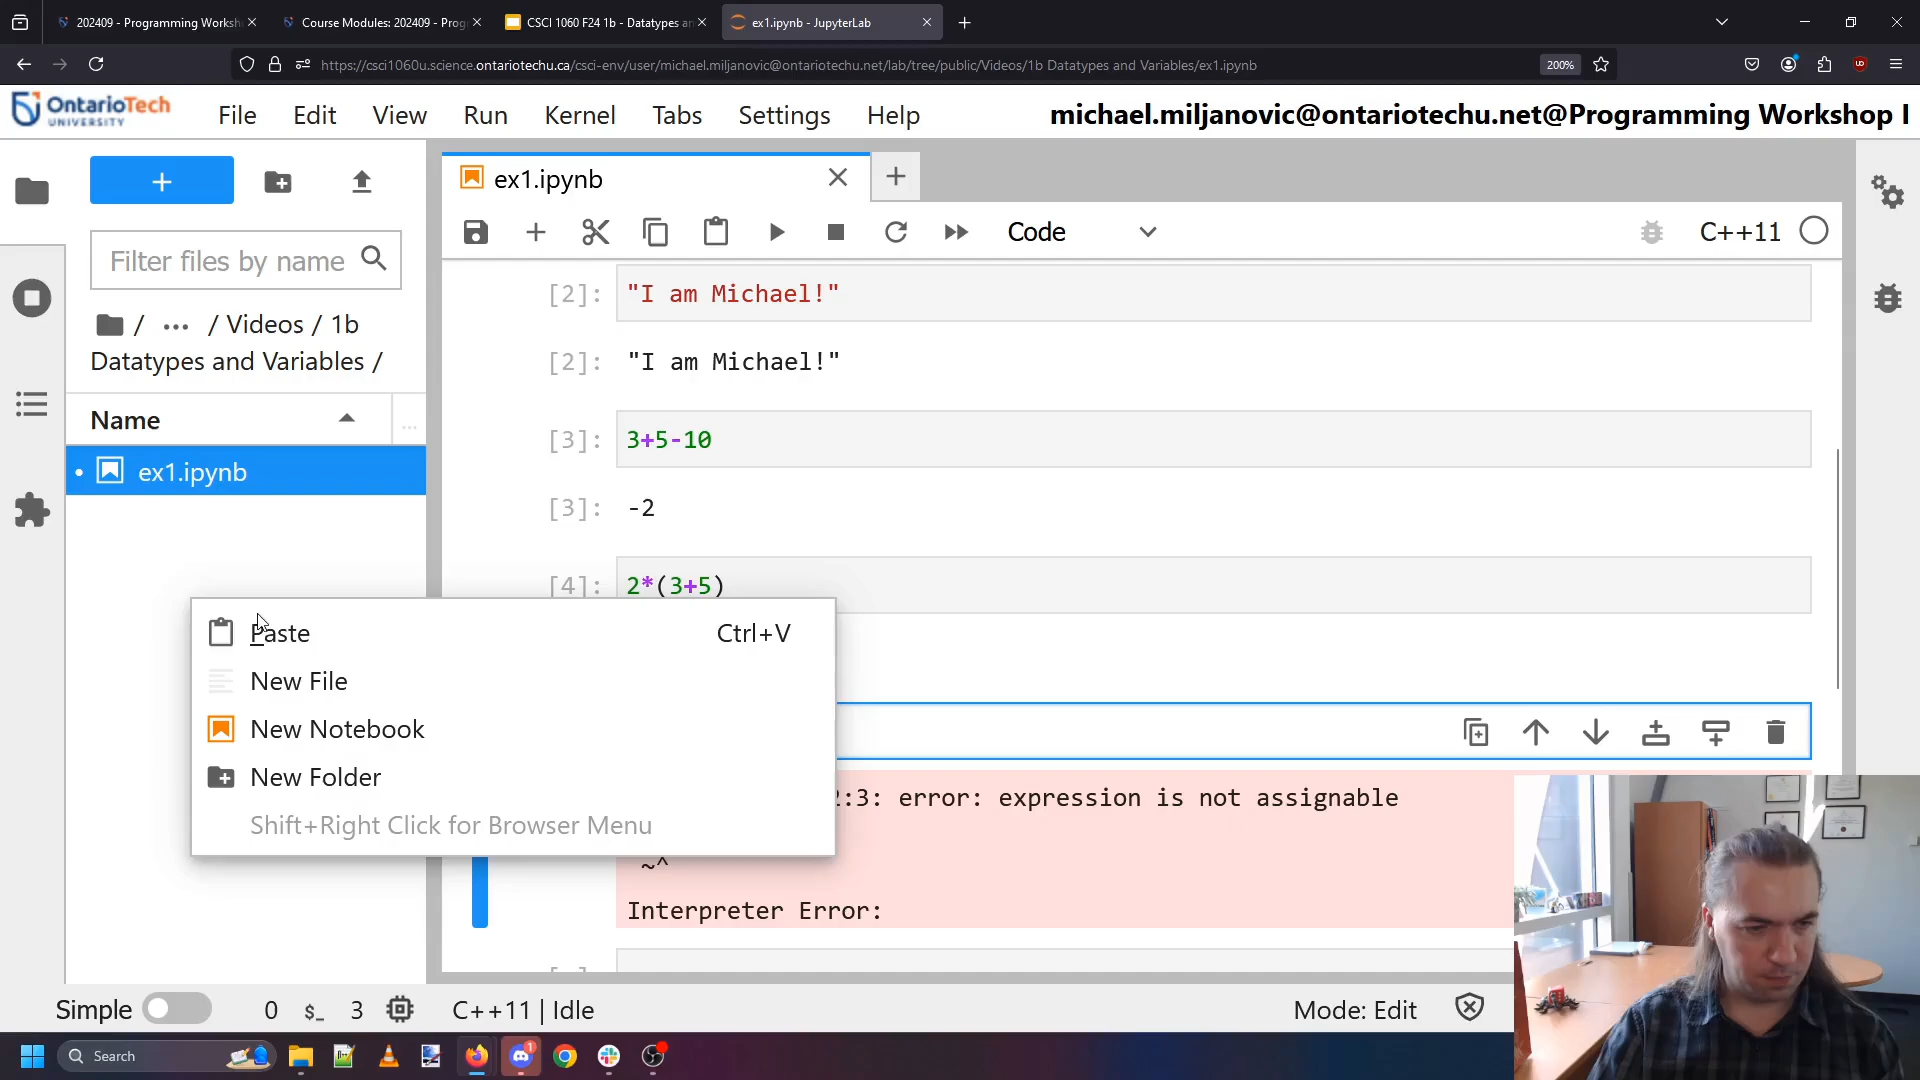 202409 - Programming Worksh
Course Modules: 202409 - Prog
CSCI 1060 F24 1b - Datatypes an
ex1.ipynb - JupyterLab
https://csci1060u.science.ontariotechu.ca/csci-env/user/michael.miljanovic@ontariotechu.net/lab/tree/public/Videos/1b Datatypes and Variables/ex1.ipynb
200%
OntarioTech
UNIVERSITY
File
Edit
View
Run
Kernel
Tabs
Settings
Help
michael.miljanovic@ontariotechu.net@Programming Workshop I
Filter files by name
/ ... / Videos / 1b
Datatypes and Variables /
Name
...
ex1.ipynb
ex1.ipynb
Code
C++11
[2]: "I am Michael!"
[2]: "I am Michael!"
[3]: 3+5-10
[3]: -2
[4]: 2*(3+5)
Paste Ctrl+V
New File
New Notebook
New Folder
Shift+Right Click for Browser Menu
2:3: error: expression is not assignable
~^
Interpreter Error:
Simple
0
$_
3
C++11 | Idle
Mode: Edit
Search
1